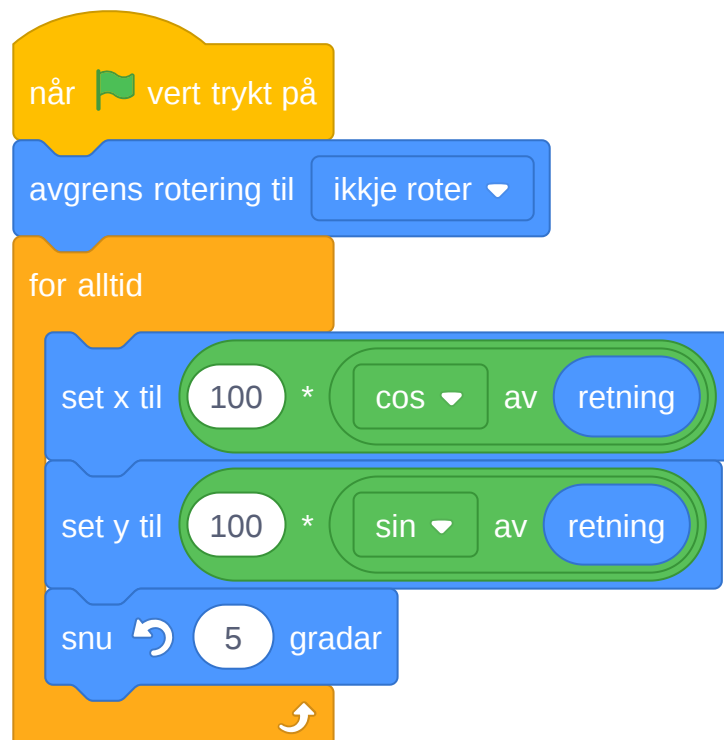 når vert trykt på
avgrens rotering til ikkje roter
for alltid
set x til 100 * cos av retning
set y til 100 * sin av retning
snu 5 gradar